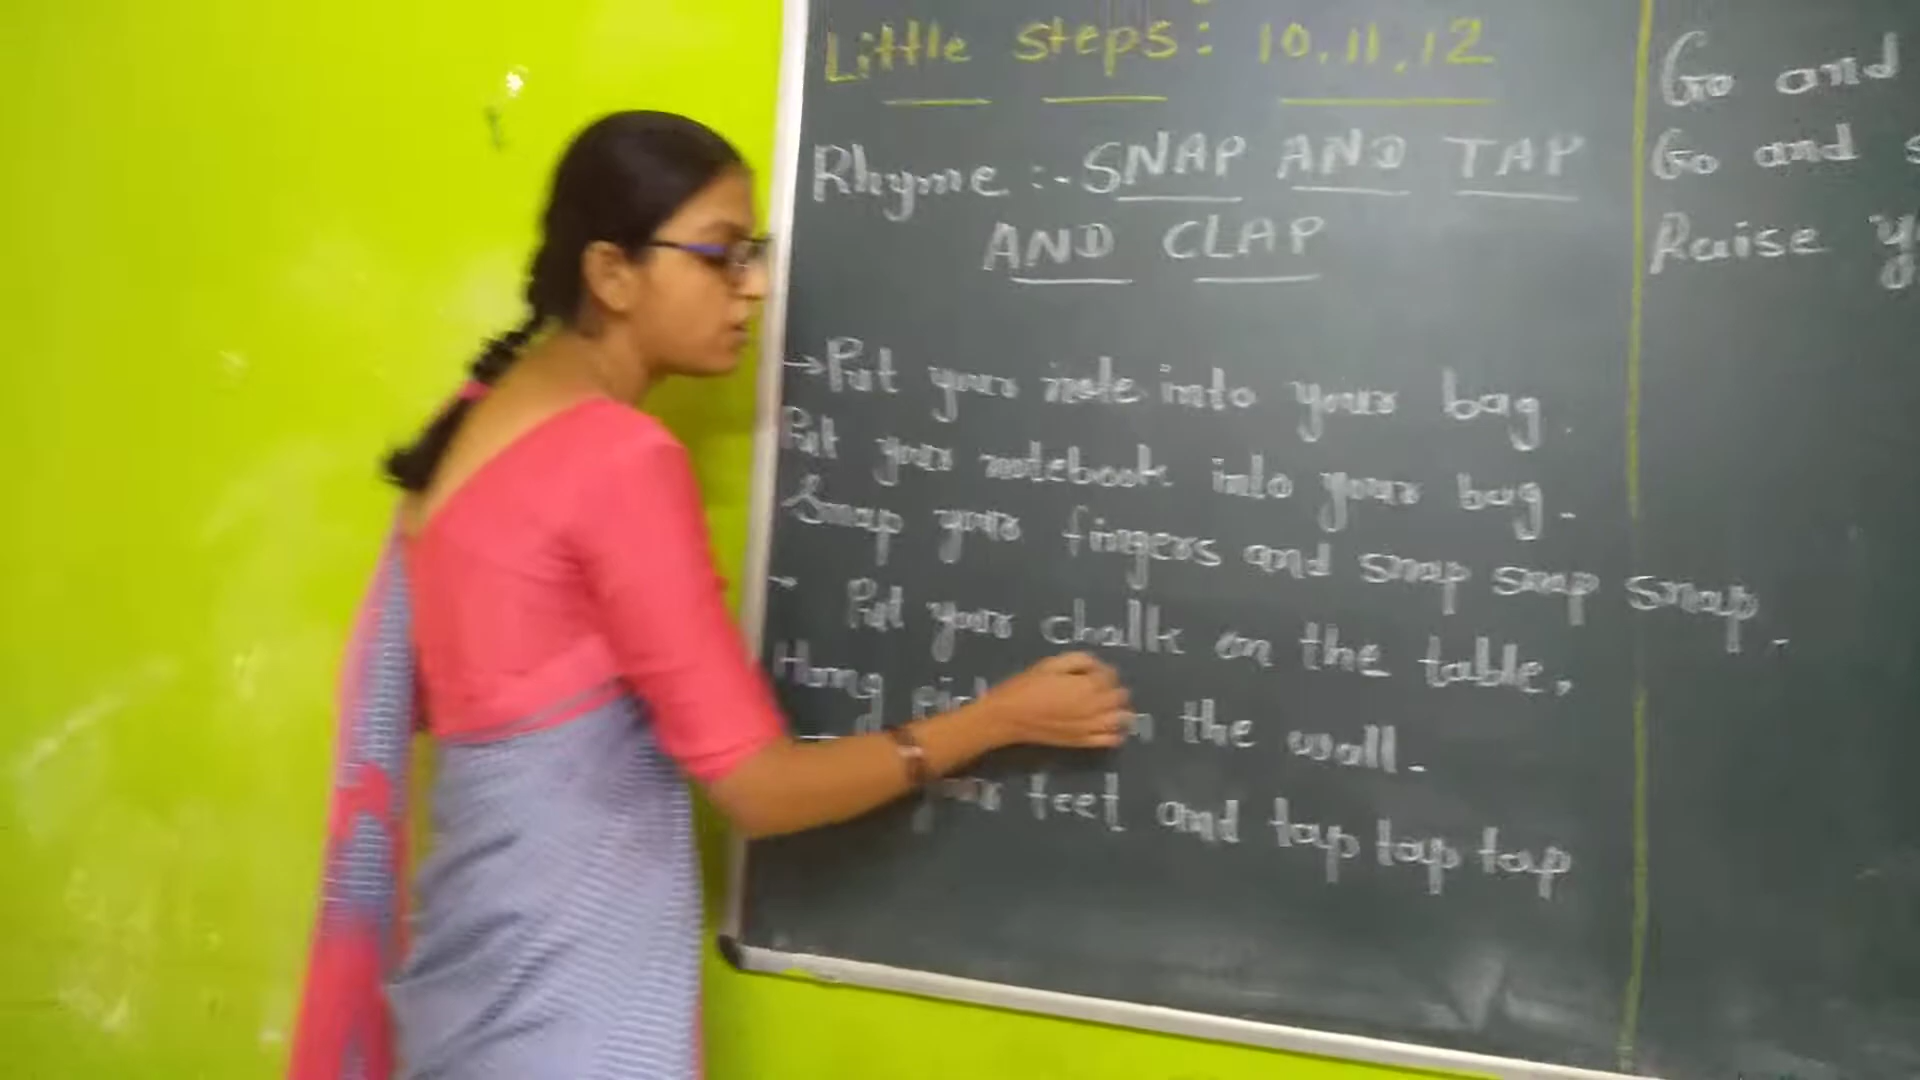 Little steps: 10, 11, 12
Rhyme :- SNAP AND TAP
AND CLAP
→ Put your note into your bag.
Put your notebook into your bag.
Snap your fingers and snap snap snap.
Put your chalk on the table,
Hang the wall.
your feet and tap tap tap
Go and
Go and
Raise